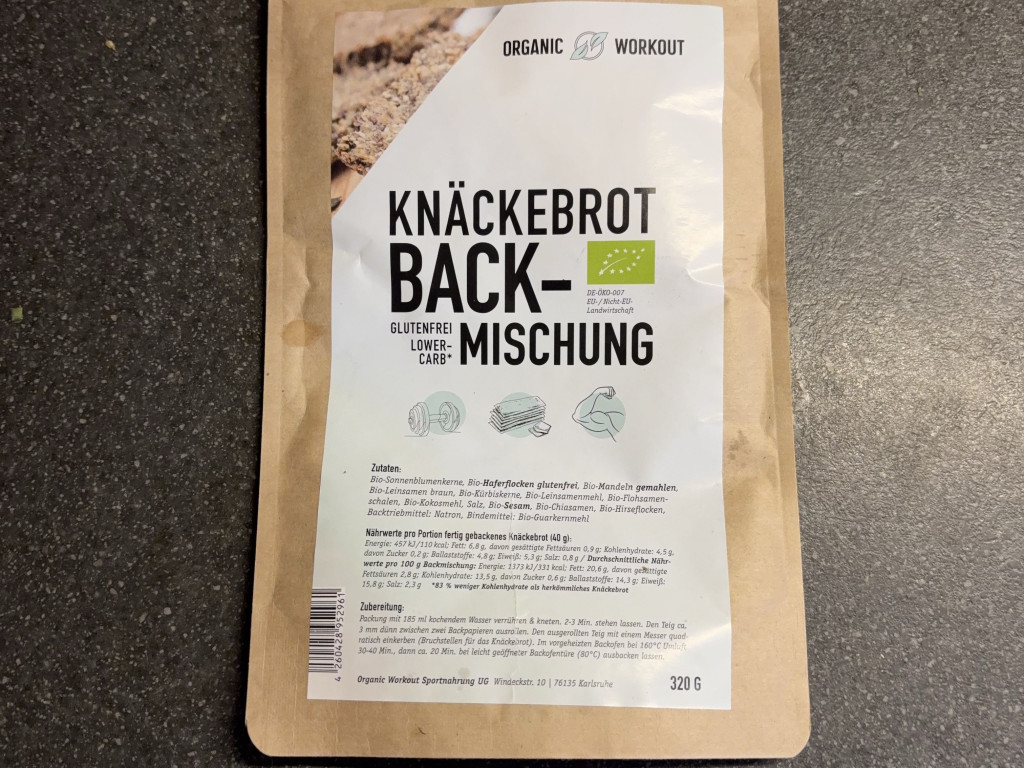 ORGANIC WORKOUT
KNÄCKEBROT
BACK-
DE-ÖKO-007
EU-/ Nicht-EU-
Landwirtschaft
GLUTENFREI
LOWER-
CARB*
MISCHUNG
Zutaten:
Bio-Sonnenblumenkerne, Bio-Haferflocken glutenfrei, Bio-Mandeln gemahlen,
Bio-Leinsamen braun, Bio-Kürbiskerne, Bio-Leinsamenmehl, Bio-Flohsamen-
schalen, Bio-Kokosmehl, Salz, Bio-Sesam, Bio-Chiasamen, Bio-Hirseflocken,
Backtriebmittel: Natron, Bindemittel: Bio-Guarkernmehl
Nährwerte pro Portion fertig gebackenes Knäckebrot (40 g):
Energie: 457 kJ/110 kcal; Fett: 6,8 g, davon gesättigte Fettsäuren 0,9 g; Kohlenhydrate: 4,5 g,
davon Zucker 0,2 g; Ballaststoffe: 4,8 g; Eiweiß: 5,3 g; Salz: 0,8 g / Durchschnittliche Nähr-
werte pro 100 g Backmischung: Energie: 1373 kJ/331 kcal; Fett: 20,6 g, davon gesättigte
Fettsäuren 2,8 g; Kohlenhydrate: 13,5 g, davon Zucker 0,6 g; Ballaststoffe: 14,3 g; Eiweiß:
15,8 g; Salz: 2,3 g *83 % weniger Kohlenhydrate als herkömmliches Knäckebrot
Zubereitung:
Packung mit 185 ml kochendem Wasser verrühren & kneten. 2-3 Min. stehen lassen. Den Teig ca.
3 mm dünn zwischen zwei Backpapieren ausrollen. Den ausgerollten Teig mit einem Messer quad-
ratisch einkerben (Bruchstellen für das Knäckebrot). Im vorgeheizten Backofen bei 160°C Umluft
30-40 Min., dann ca. 20 Min. bei leicht geöffneter Backofentüre (80°C) ausbacken lassen.
4 260428 952961
Organic Workout Sportnahrung UG Windeckstr. 10 | 76135 Karlsruhe
320 G